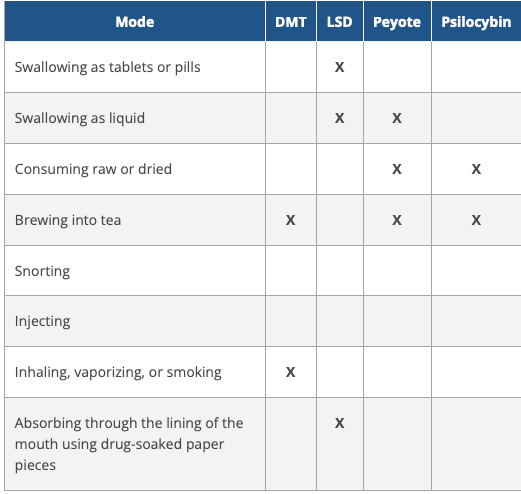 Mode DMT LSD Peyote Psilocybin
Swallowing as tablets or pills X
Swallowing as liquid X X
Consuming raw or dried X X
Brewing into tea X X X
Snorting
Injecting
Inhaling, vaporizing, or smoking X
Absorbing through the lining of the X
mouth using drug-soaked paper
pieces